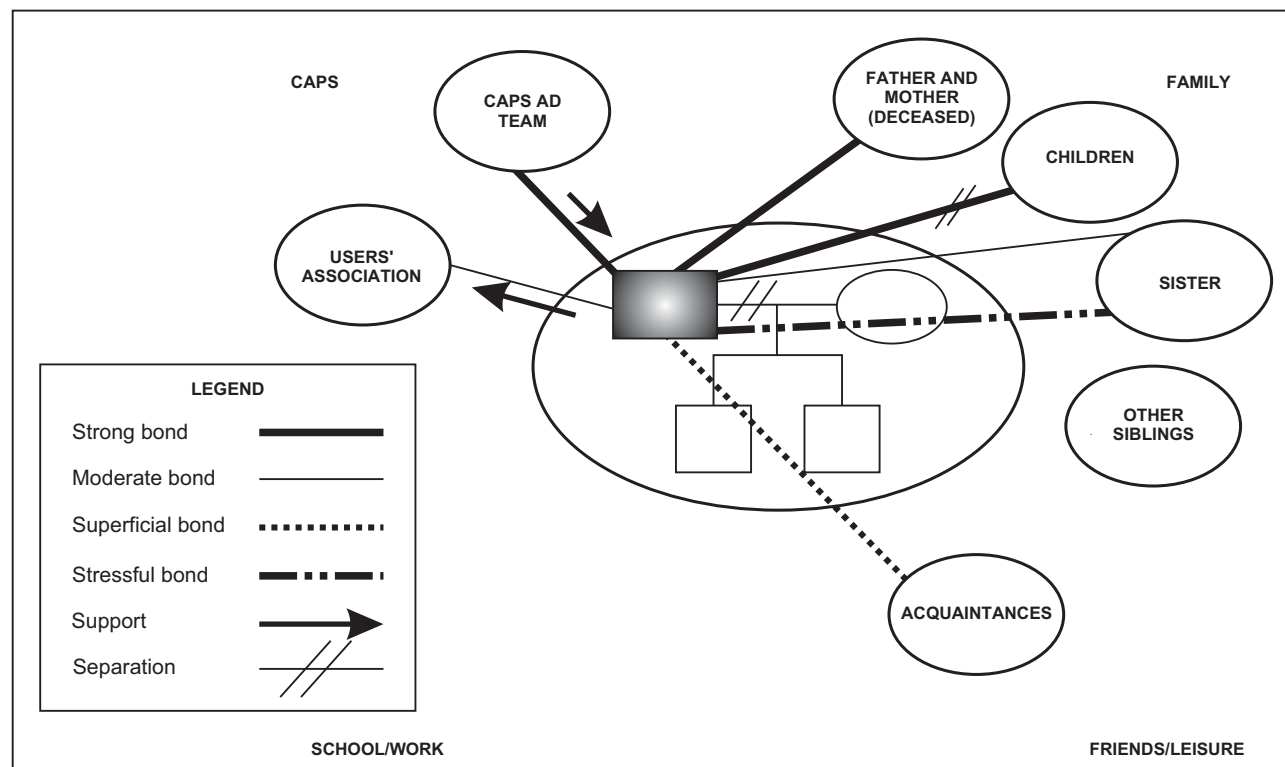 CAPS
CAPS AD
TEAM
FATHER AND
MOTHER
(DECEASED)
FAMILY
CHILDREN
USERS'
ASSOCIATION
SISTER
OTHER
SIBLINGS
ACQUAINTANCES
LEGEND
Strong bond
Moderate bond
Superficial bond
Stressful bond
Support
Separation
SCHOOL/WORK
FRIENDS/LEISURE